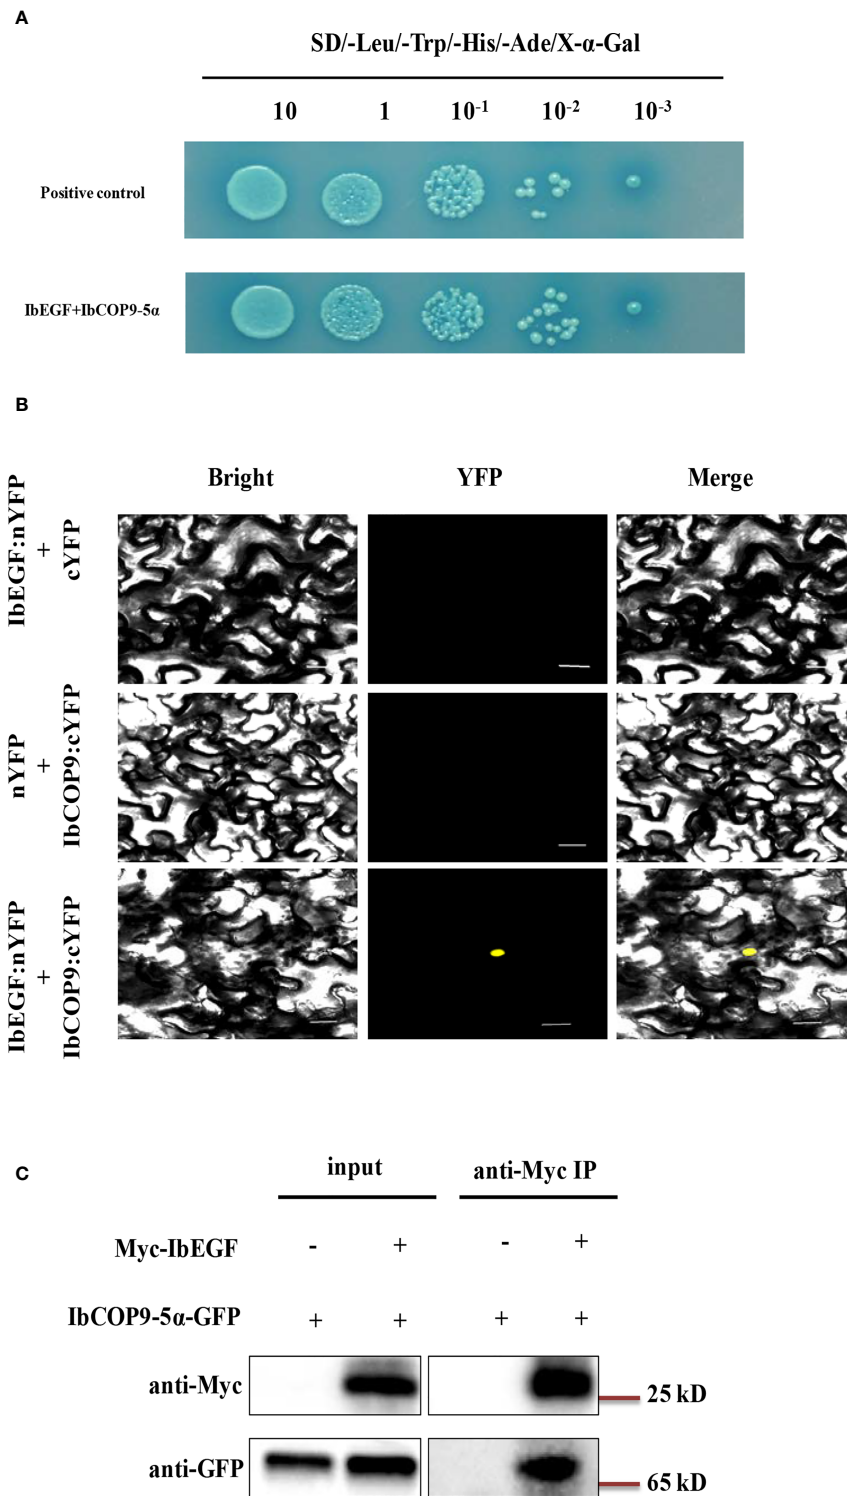 A
SD/-Leu/-Trp/-His/-Ade/X-α-Gal
10 1 10⁻¹ 10⁻² 10⁻³
Positive control
IbEGF+IbCOP9-5α
B
Bright YFP Merge
IbEGF:nYFP
+
cYFP
nYFP
+
IbCOP9:cYFP
IbEGF:nYFP
+
IbCOP9:cYFP
C
input anti-Myc IP
Myc-IbEGF - + - +
IbCOP9-5α-GFP + + + +
anti-Myc 25 kD
anti-GFP 65 kD